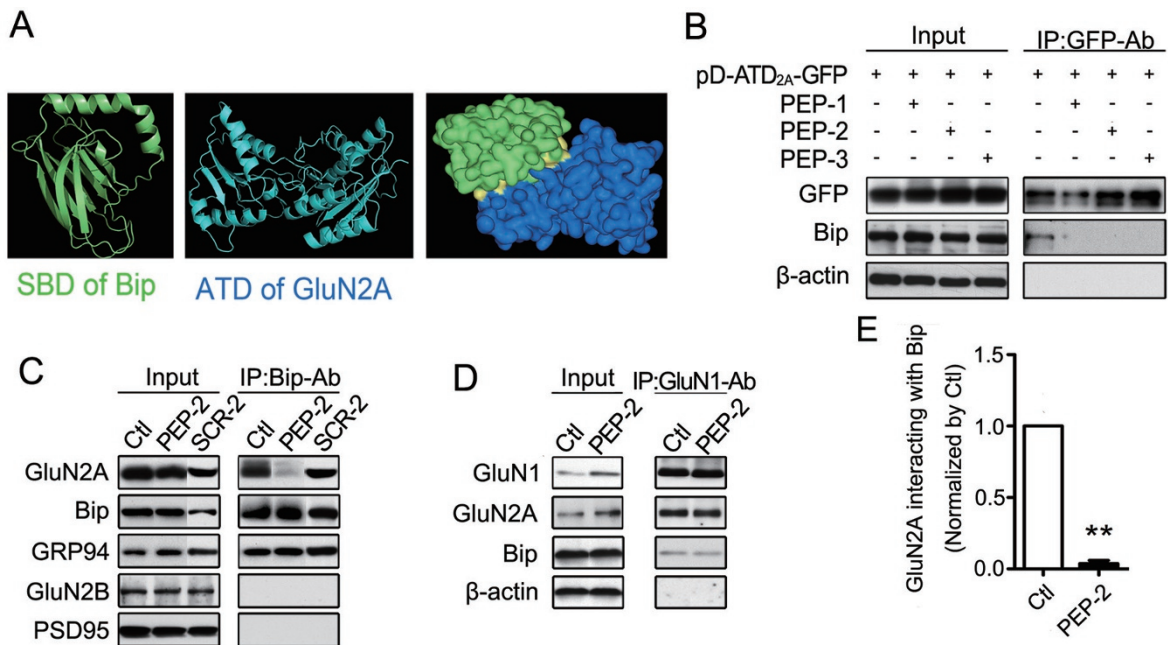 A
SBD of Bip
ATD of GluN2A
B
Input IP:GFP-Ab
pD-ATD2A-GFP + + + + + + + +
PEP-1 - + - - - + - -
PEP-2 - - + - - - + -
PEP-3 - - - + - - - +
GFP
Bip
β-actin
C
Input IP:Bip-Ab
Ctl PEP-2 SCR-2 Ctl PEP-2 SCR-2
GluN2A
Bip
GRP94
GluN2B
PSD95
D
Input IP:GluN1-Ab
Ctl PEP-2 Ctl PEP-2
GluN1
GluN2A
Bip
β-actin
E
GluN2A interacting with Bip
(Normalized by Ctl)
1.5
1.0
0.5
0.0
**
Ctl PEP-2